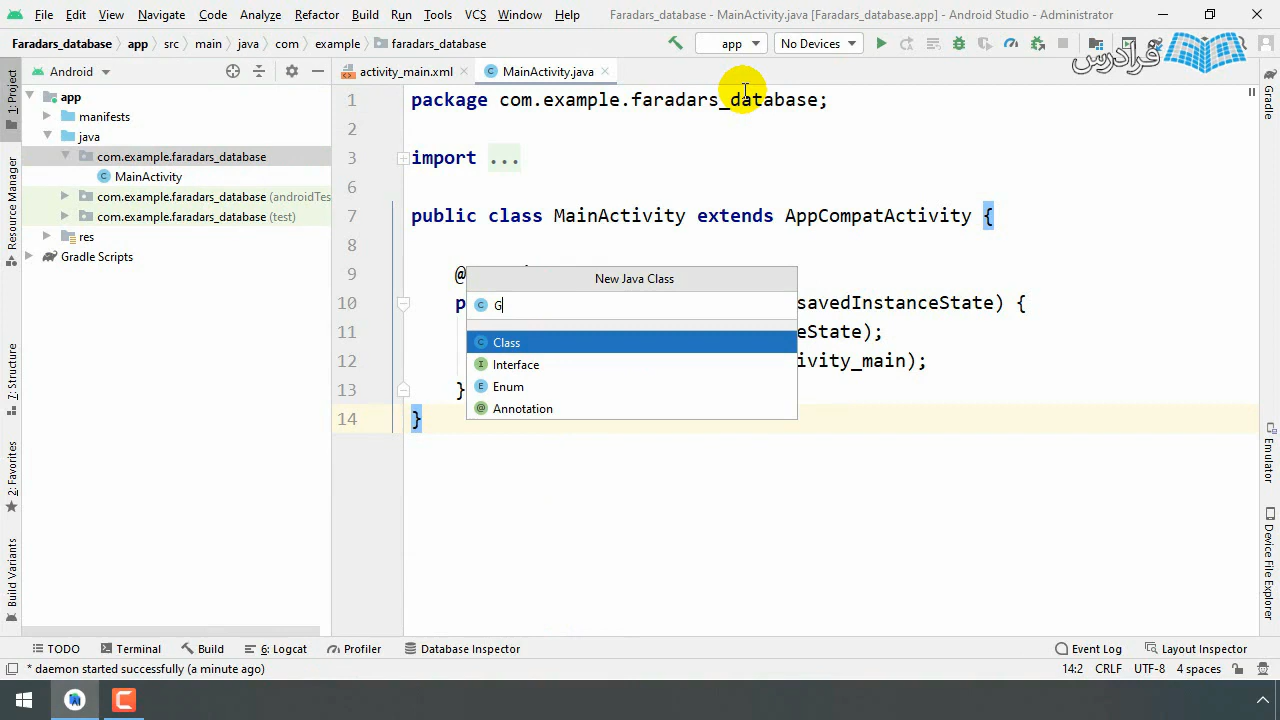 File Edit View Navigate Code Analyze Refactor Build Run Tools VCS Window Help Faradars_database – MainActivity.java [Faradars_database.app] – Android Studio - Administrator
Faradars_database app src main java com example faradars_database app No Devices
فرادرس
Android activity_main.xml MainActivity.java
1: Project
Resource Manager
Z: Structure
2: Favorites
Build Variants
app
manifests
java
com.example.faradars_database
MainActivity
com.example.faradars_database (androidTes
com.example.faradars_database (test)
res
Gradle Scripts
1 package com.example.faradars_database;
2
3 import ...
6
7 public class MainActivity extends AppCompatActivity {
8
9 @
10 p savedInstanceState) {
11 eState);
12 ivity_main);
13 }
14 }
New Java Class
G
Class
Interface
Enum
Annotation
Gradle
Emulator
Device File Explorer
TODO Terminal Build 6: Logcat Profiler Database Inspector Event Log Layout Inspector
* daemon started successfully (a minute ago) 14:2 CRLF UTF-8 4 spaces